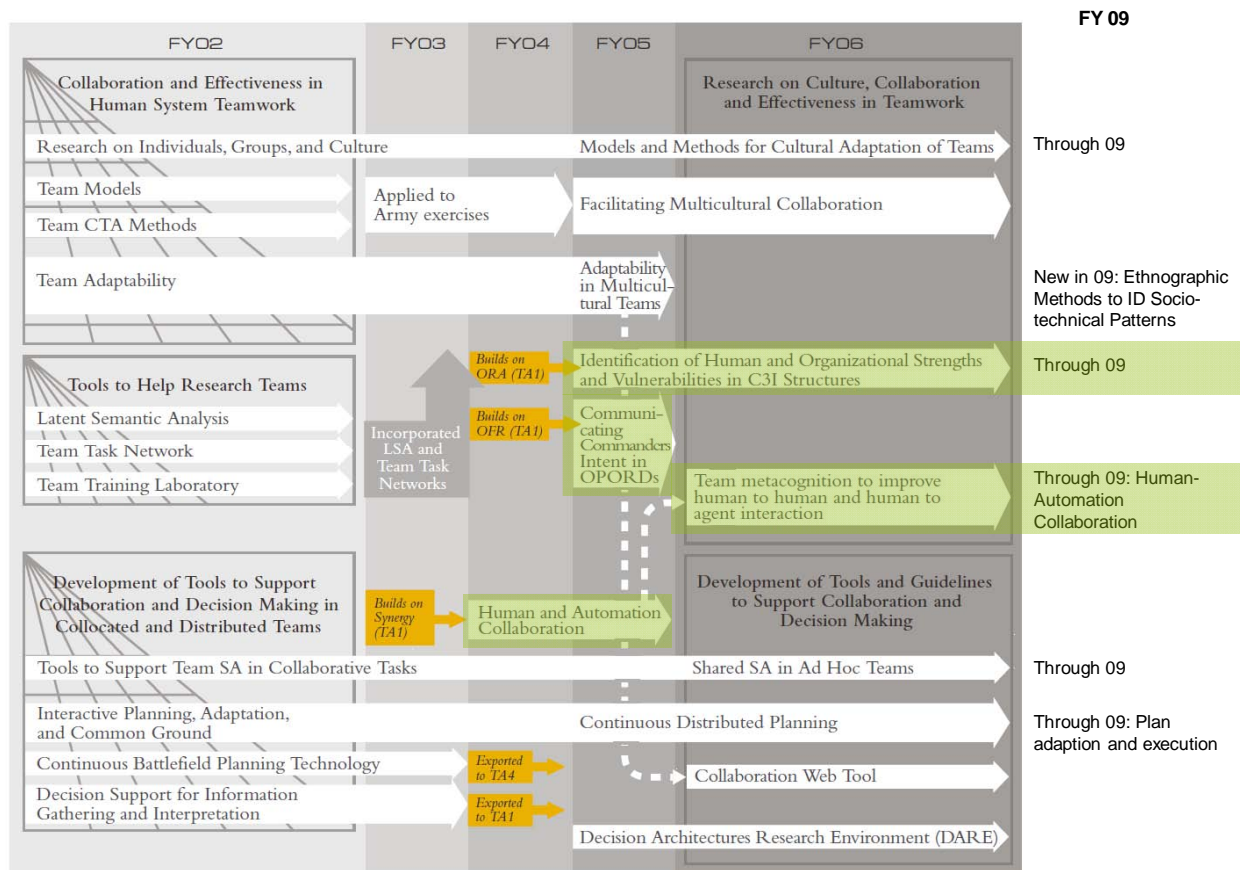 FY 09
FY02
FY03
FY04
FY05
FY06
Collaboration and Effectiveness in
Human System Teamwork
Research on Culture, Collaboration
and Effectiveness in Teamwork
Research on Individuals, Groups, and Culture
Models and Methods for Cultural Adaptation of Teams
Through 09
Team Models
Team CTA Methods
Applied to
Army exercises
Facilitating Multicultural Collaboration
Team Adaptability
Adaptability
in Multicul-
tural Teams
New in 09: Ethnographic
Methods to ID Socio-
technical Patterns
Tools to Help Research Teams
Builds on
ORA (TA1)
Identification of Human and Organizational Strengths
and Vulnerabilities in C3I Structures
Through 09
Latent Semantic Analysis
Team Task Network
Team Training Laboratory
Incorporated
LSA and
Team Task
Networks
Builds on
OFR (TA1)
Communi-
cating
Commanders
Intent in
OPORDs
Team metacognition to improve
human to human and human to
agent interaction
Through 09: Human-
Automation
Collaboration
Development of Tools to Support
Collaboration and Decision Making in
Collocated and Distributed Teams
Builds on
Synergy
(TA1)
Human and Automation
Collaboration
Development of Tools and Guidelines
to Support Collaboration and
Decision Making
Tools to Support Team SA in Collaborative Tasks
Shared SA in Ad Hoc Teams
Through 09
Interactive Planning, Adaptation,
and Common Ground
Continuous Distributed Planning
Through 09: Plan
adaption and execution
Continuous Battlefield Planning Technology
Exported
to TA4
Collaboration Web Tool
Decision Support for Information
Gathering and Interpretation
Exported
to TA1
Decision Architectures Research Environment (DARE)